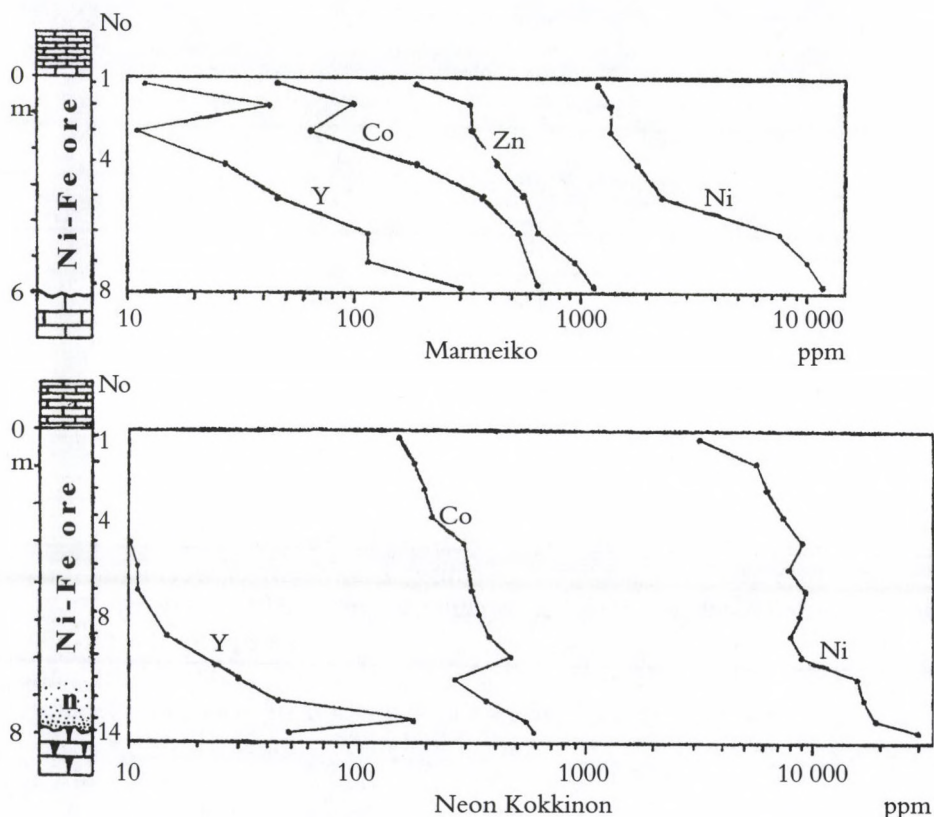 No
0
m
1
4
8
6
Ni-Fe ore
Co
Zn
Y
Ni
10
100
1000
10 000
Marmeiko
ppm
No
0
m
1
4
8
14
8
Ni-Fe ore
n
Co
Y
Ni
10
100
1000
10 000
Neon Kokkinon
ppm